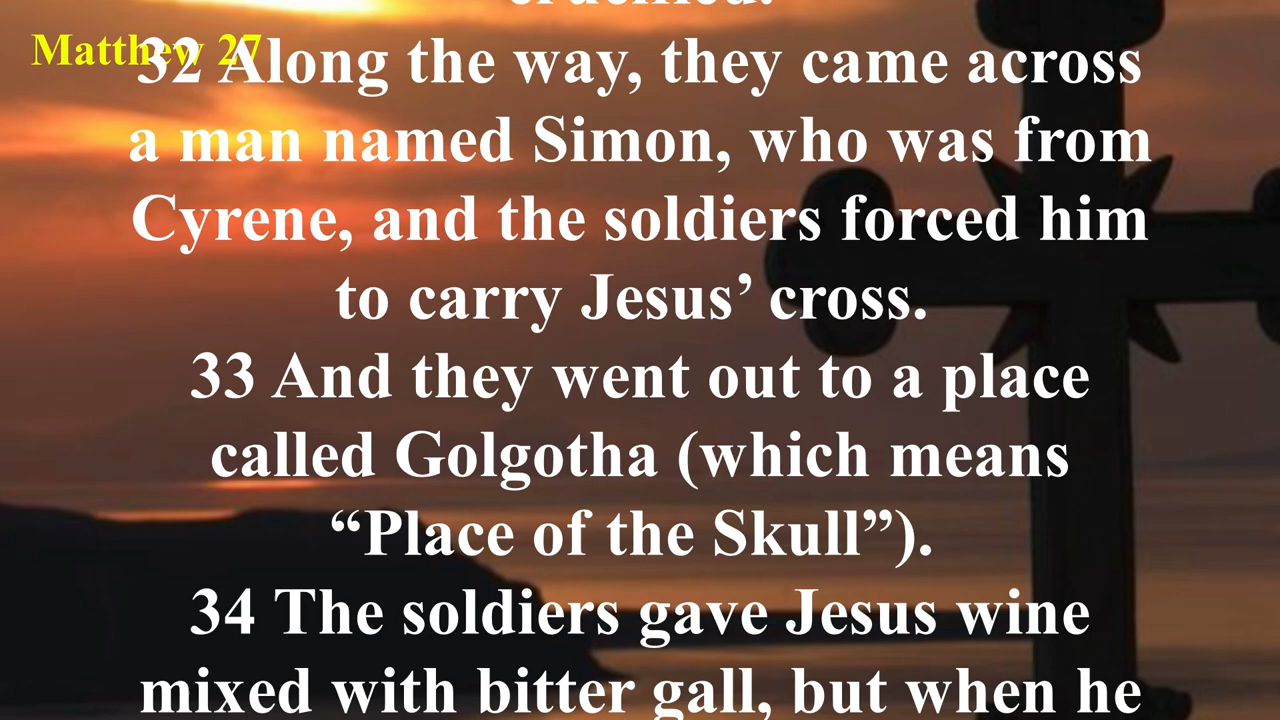 crucified.
Matthew 27
32 Along the way, they came across
a man named Simon, who was from
Cyrene, and the soldiers forced him
to carry Jesus’ cross.
33 And they went out to a place
called Golgotha (which means
“Place of the Skull”).
34 The soldiers gave Jesus wine
mixed with bitter gall, but when he